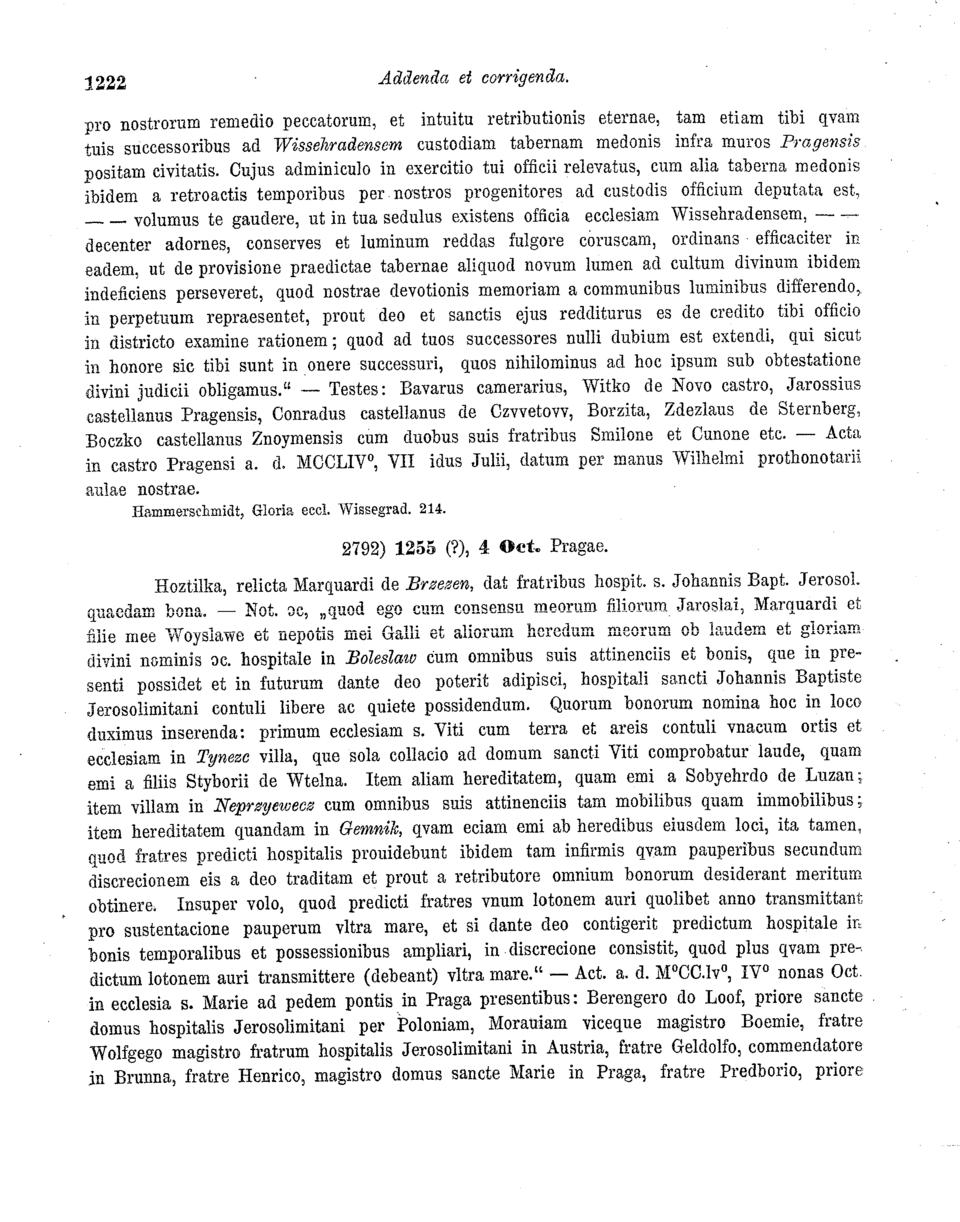 1222
Addenda et corrigenda.
pro nostrorum remedio peccatorum, et intuitu retributionis eternae, tam etiam tibi qvam
tuis successoribus ad Wissehradensem custodiam tabernam medonis infra muros Pragensis
positam civitatis. Cujus adminiculo in exercitio tui officii relevatus, cum alia taberna medonis
ibidem a retroactis temporibus per nostros progenitores ad custodis officium deputata est,
— — volumus te gaudere, ut in tua sedulus existens officia ecclesiam Wissehradensem, — —
decenter adornes, conserves et luminum reddas fulgore coruscam, ordinans efficaciter in
eadem, ut de provisione praedictae tabernae aliquod novum lumen ad cultum divinum ibidem
indeficiens perseveret, quod nostrae devotionis memoriam a communibus luminibus differendo,
in perpetuum repraesentet, prout deo et sanctis ejus redditurus es de credito tibi officio
in districto examine rationem; quod ad tuos successores nulli dubium est extendi, qui sicut
in honore sic tibi sunt in onere successuri, quos nihilominus ad hoc ipsum sub obtestatione
divini judicii obligamus.“ — Testes: Bavarus camerarius, Witko de Novo castro, Jarossius
castellanus Pragensis, Conradus castellanus de Czvvetovv, Borzita, Zdezlaus de Sternberg,
Boczko castellanus Znoymensis cum duobus suis fratribus Smilone et Cunone etc. — Acta
in castro Pragensi a. d. MCCLIVº, VII idus Julii, datum per manus Wilhelmi prothonotarii
aulae nostrae.
Hammerschmidt, Gloria eccl. Wissegrad. 214.
2792) 1255 (?), 4 Oct. Pragae.
Hoztilka, relicta Marquardi de Brzezen, dat fratribus hospit. s. Johannis Bapt. Jerosol.
quaedam bona. — Not. ɔc, „quod ego cum consensu meorum filiorum Jaroslai, Marquardi et
filie mee Woyslawe et nepotis mei Galli et aliorum heredum meorum ob laudem et gloriam
divini nominis ɔc. hospitale in Boleslaw cum omnibus suis attinenciis et bonis, que in pre-
senti possidet et in futurum dante deo poterit adipisci, hospitali sancti Johannis Baptiste
Jerosolimitani contuli libere ac quiete possidendum. Quorum bonorum nomina hoc in loco
duximus inserenda: primum ecclesiam s. Viti cum terra et areis contuli vnacum ortis et
ecclesiam in Tynezc villa, que sola collacio ad domum sancti Viti comprobatur laude, quam
emi a filiis Styborii de Wtelna. Item aliam hereditatem, quam emi a Sobyehrdo de Luzan;
item villam in Neprzyewecz cum omnibus suis attinenciis tam mobilibus quam immobilibus;
item hereditatem quandam in Gemnik, qvam eciam emi ab heredibus eiusdem loci, ita tamen,
quod fratres predicti hospitalis prouidebunt ibidem tam infirmis qvam pauperibus secundum
discrecionem eis a deo traditam et prout a retributore omnium bonorum desiderant meritum
obtinere. Insuper volo, quod predicti fratres vnum lotonem auri quolibet anno transmittant
pro sustentacione pauperum vltra mare, et si dante deo contigerit predictum hospitale in
bonis temporalibus et possessionibus ampliari, in discrecione consistit, quod plus qvam pre-
dictum lotonem auri transmittere (debeant) vltra mare.“ — Act. a. d. MºCC.lvº, IVº nonas Oct.
in ecclesia s. Marie ad pedem pontis in Praga presentibus: Berengero do Loof, priore sancte
domus hospitalis Jerosolimitani per Poloniam, Morauiam viceque magistro Boemie, fratre
Wolfgego magistro fratrum hospitalis Jerosolimitani in Austria, fratre Geldolfo, commendatore
in Brunna, fratre Henrico, magistro domus sancte Marie in Praga, fratre Predborio, priore